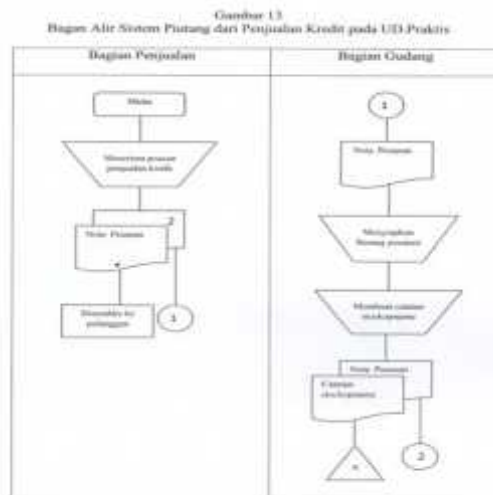 Gambar 13
Bagan Alir Sistem Piutang dari Penjualan Kredit pada UD.Praktis
Bagian Penjualan
Mulai
Menerima pesanan
penjualan kredit
2
Nota Pesanan
Diserahkan ke
pelanggan
1
Bagian Gudang
1
Nota Pesanan
Menyiapkan
Barang pesanan
Membuat catatan
Nota Pesanan
Catatan
2